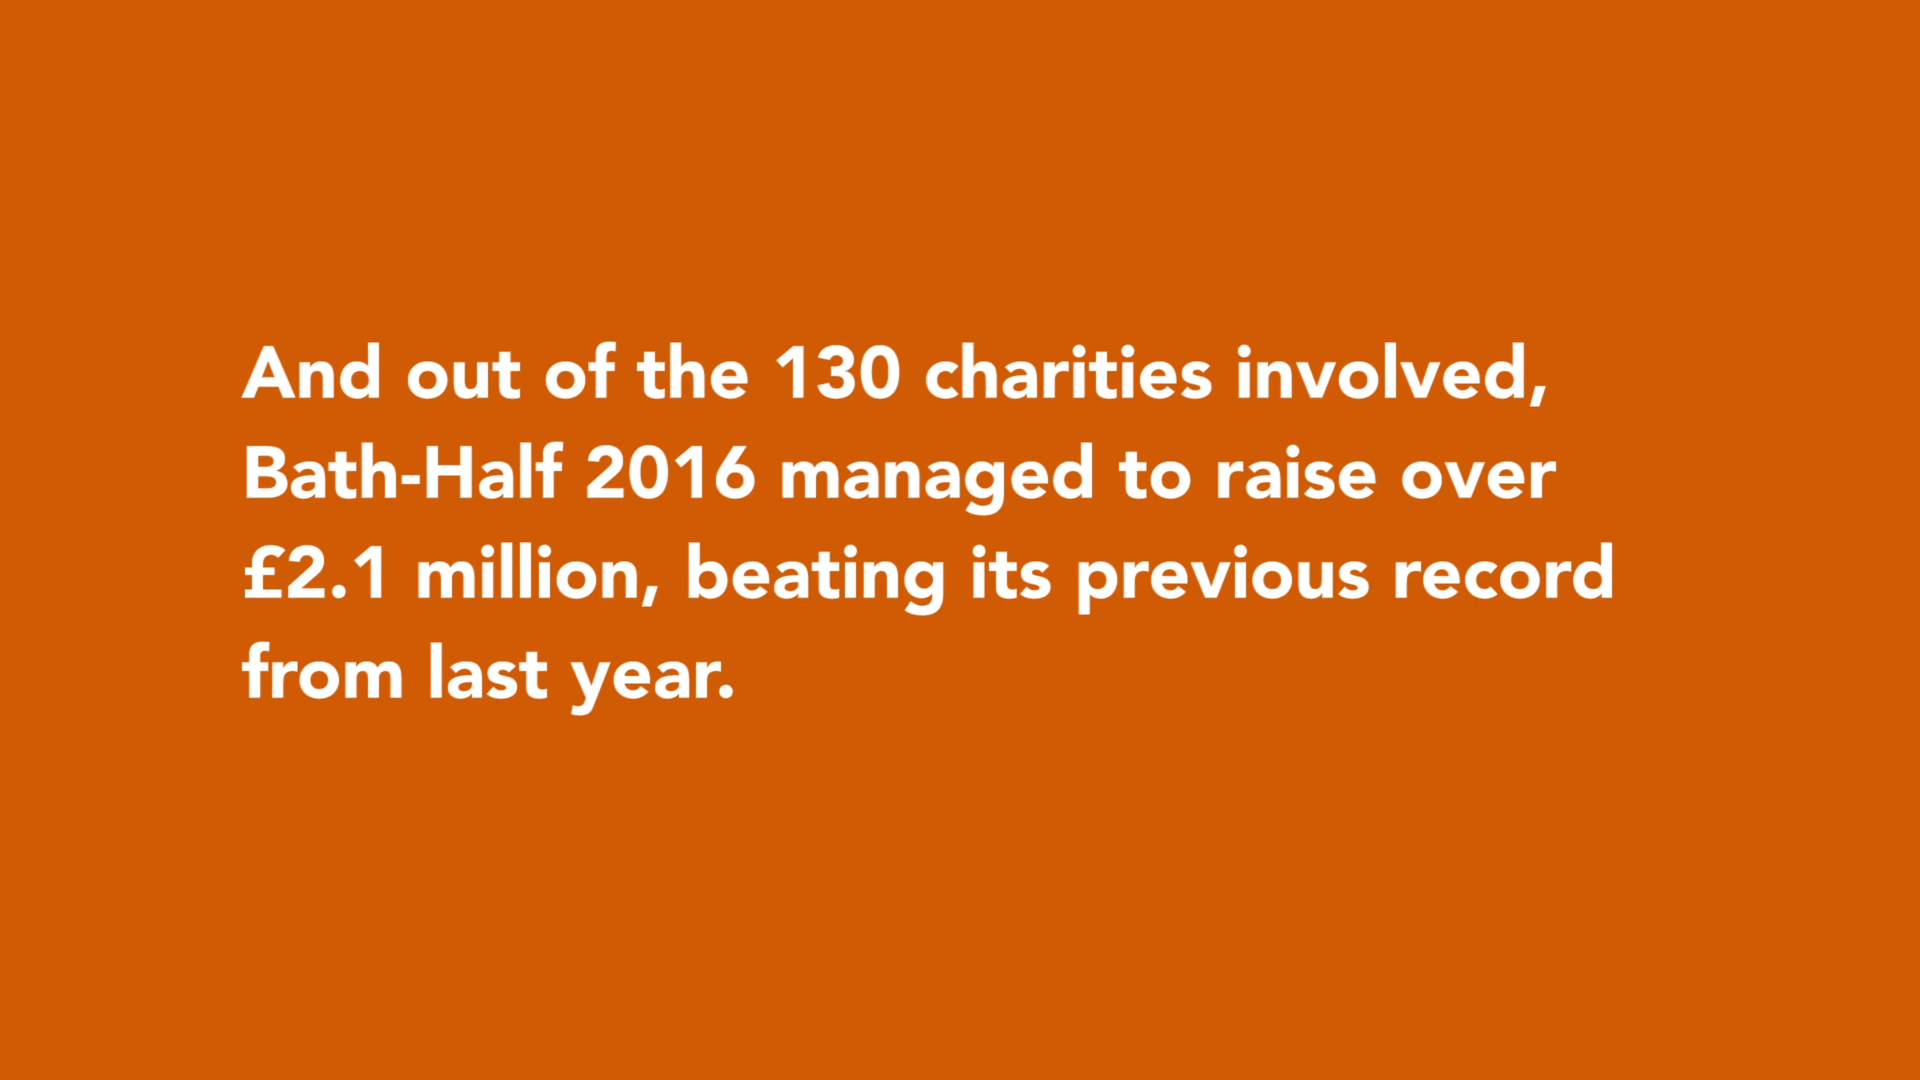 And out of the 130 charities involved,
Bath-Half 2016 managed to raise over
£2.1 million, beating its previous record
from last year.